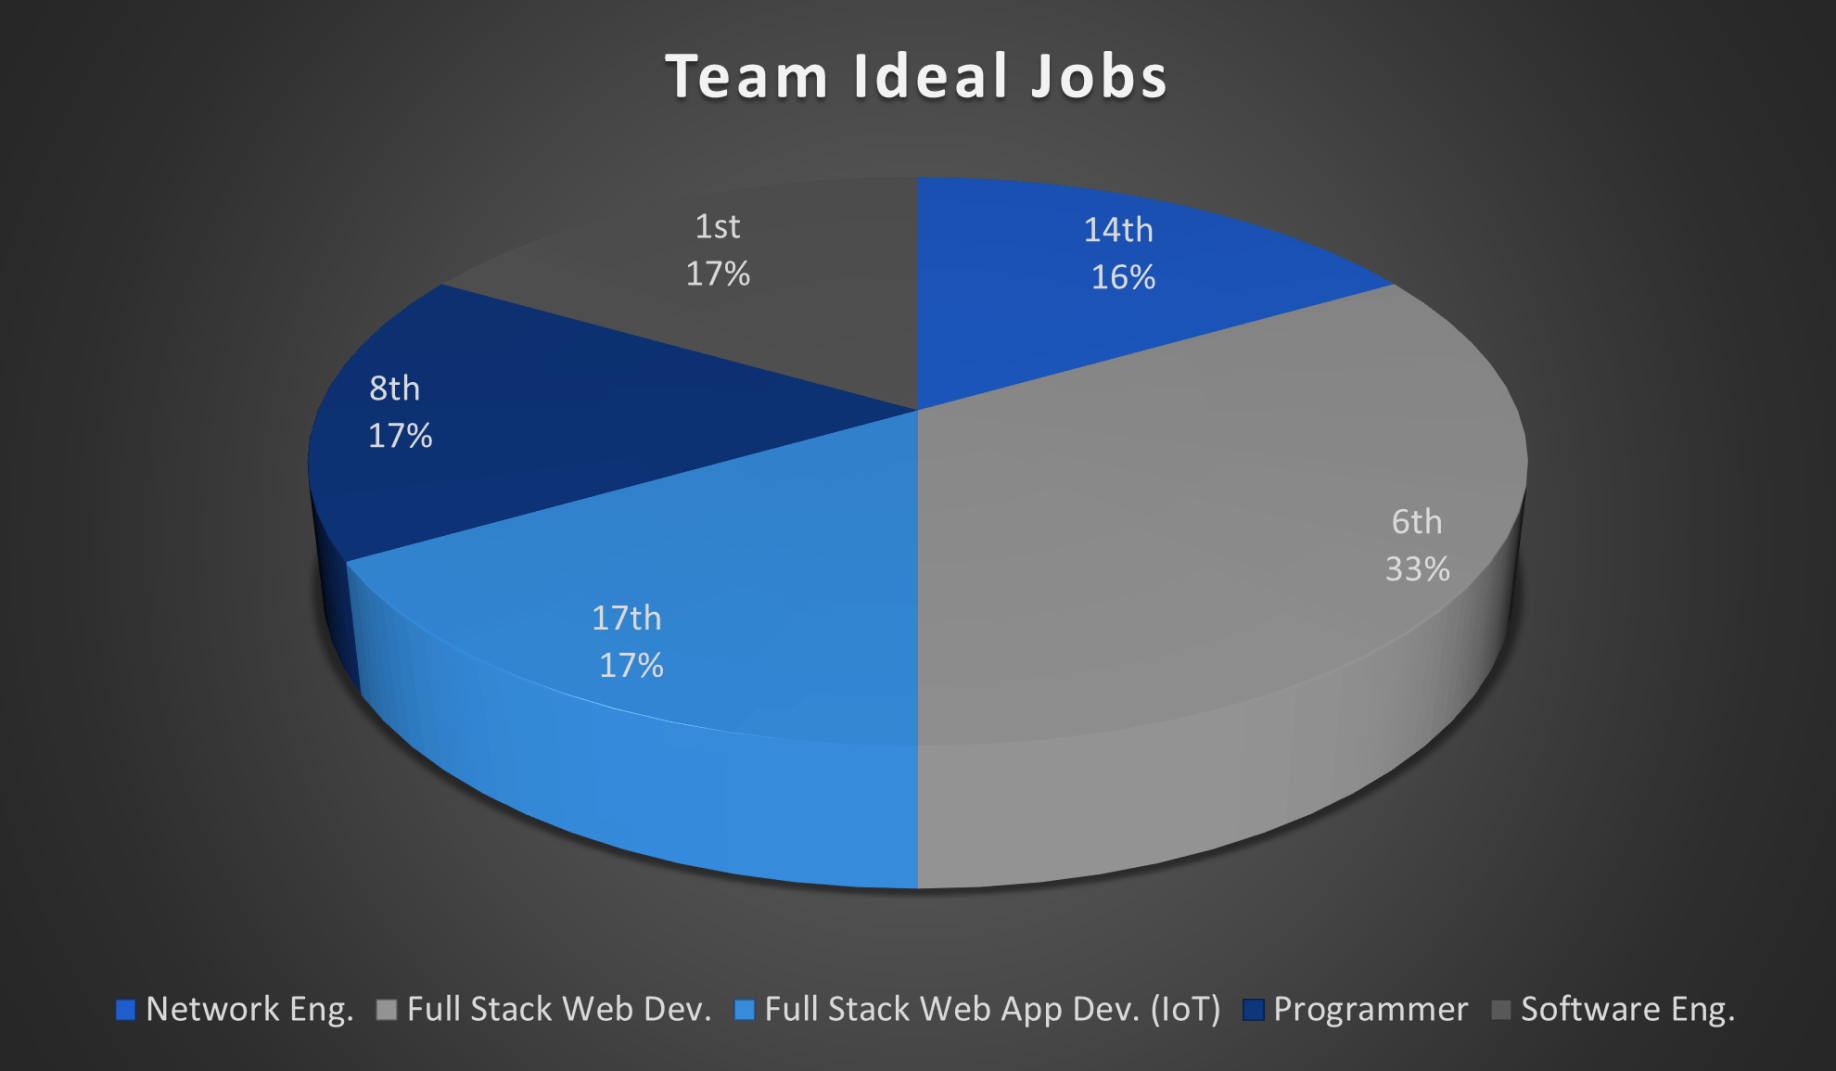 Team Ideal Jobs
1st
17%
14th
16%
8th
17%
6th
33%
17th
17%
Network Eng.
Full Stack Web Dev.
Full Stack Web App Dev. (IoT)
Programmer
Software Eng.